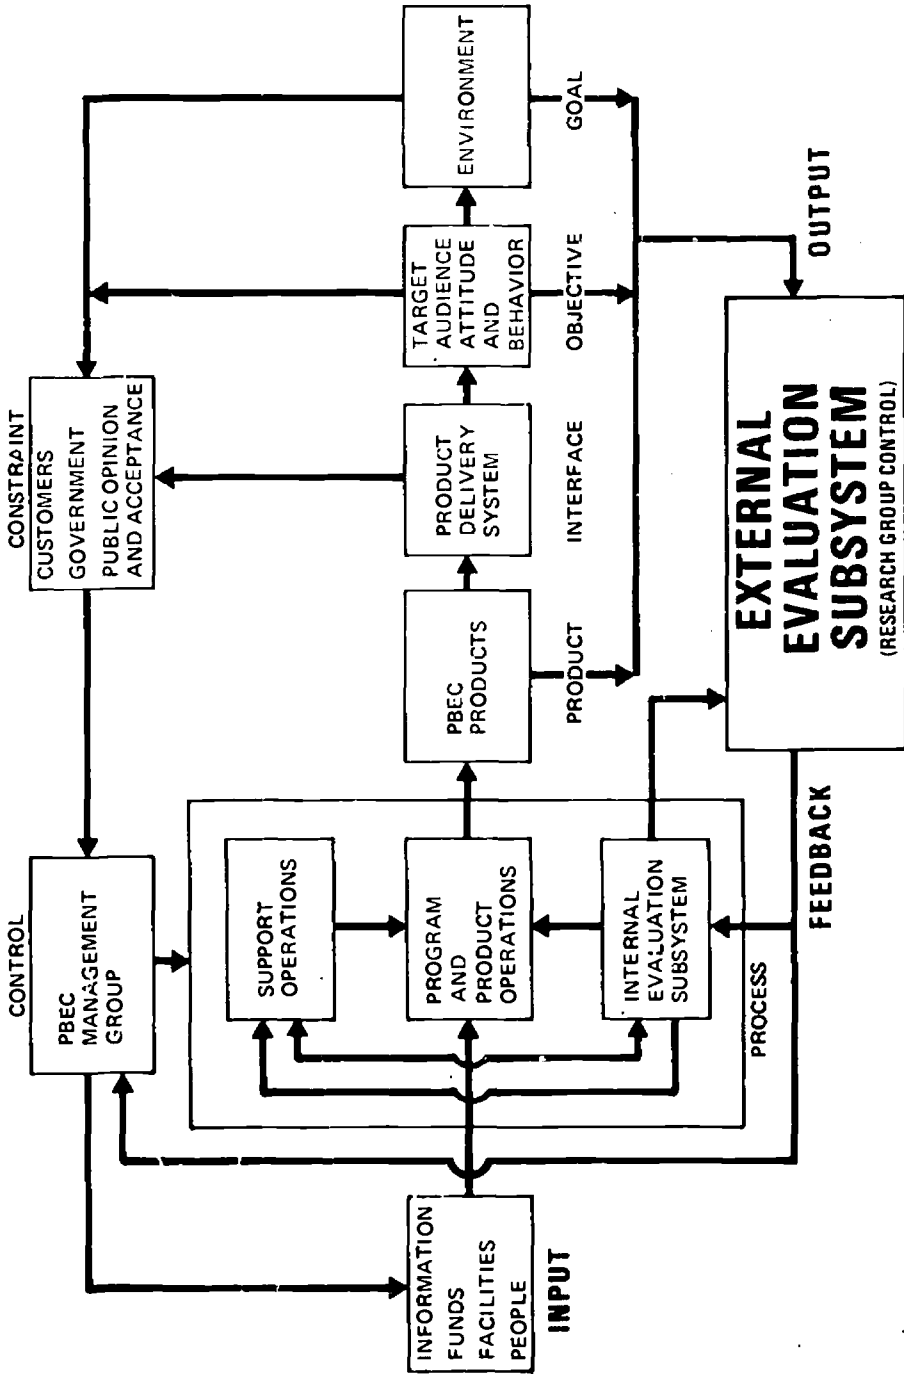 CONTROL
PBEC
MANAGEMENT
GROUP
CONSTRAINT
CUSTOMERS
GOVERNMENT
PUBLIC OPINION
AND ACCEPTANCE
SUPPORT
OPERATIONS
INFORMATION
FUNDS
FACILITIES
PEOPLE
INPUT
PROGRAM
AND
PRODUCT
OPERATIONS
PBEC
PRODUCTS
PRODUCT
DELIVERY
SYSTEM
TARGET
AUDIENCE
ATTITUDE
AND
BEHAVIOR
ENVIRONMENT
PRODUCT
INTERFACE
OBJECTIVE
GOAL
INTERNAL
EVALUATION
SUBSYSTEM
PROCESS
FEEDBACK
OUTPUT
EXTERNAL
EVALUATION
SUBSYSTEM
(RESEARCH GROUP CONTROL)